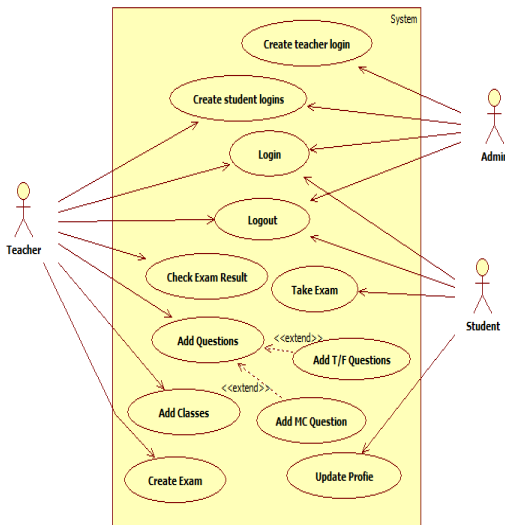 System
Create teacher login
Create student logins
Admin
Login
Teacher
Logout
Check Exam Result
Take Exam
Student
Add Questions
<<extend>>
Add T/F Questions
<<extend>>
Add Classes
Add MC Question
Create Exam
Update Profie